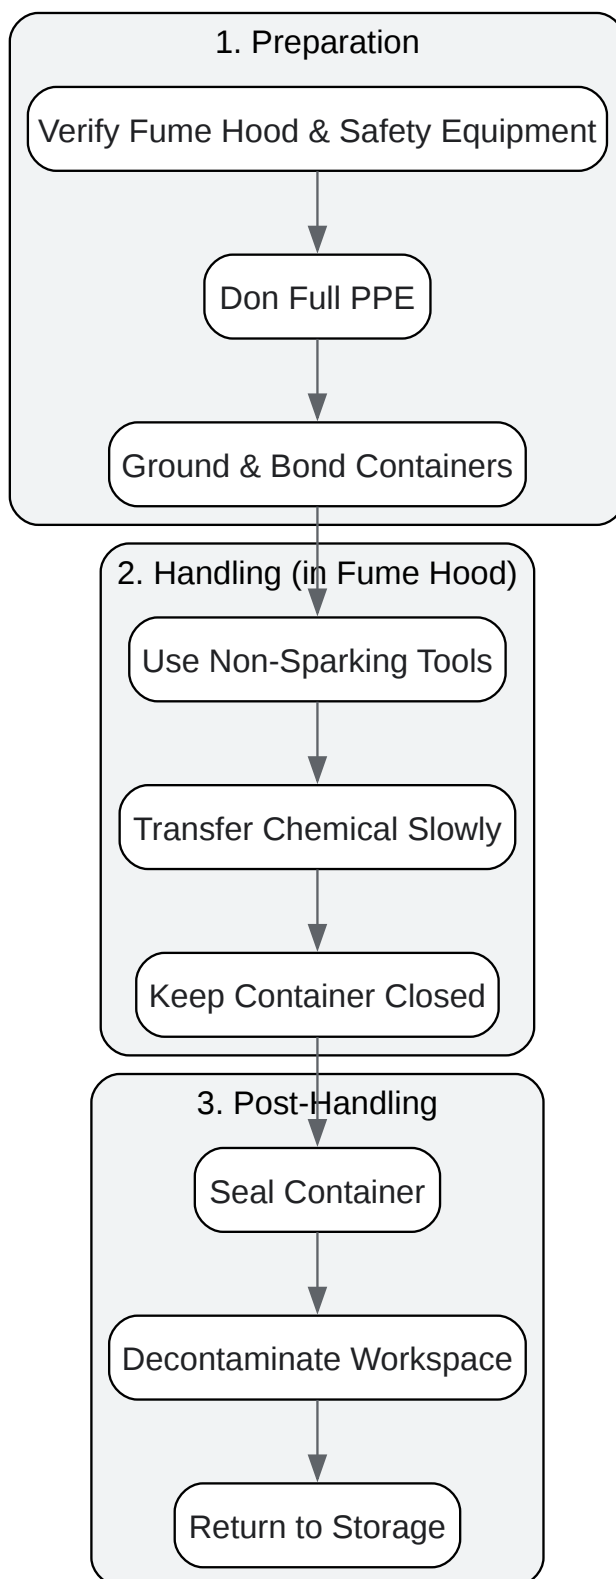 1. Preparation
Verify Fume Hood & Safety Equipment
Don Full PPE
Ground & Bond Containers
2. Handling (in Fume Hood)
Use Non-Sparking Tools
Transfer Chemical Slowly
Keep Container Closed
3. Post-Handling
Seal Container
Decontaminate Workspace
Return to Storage